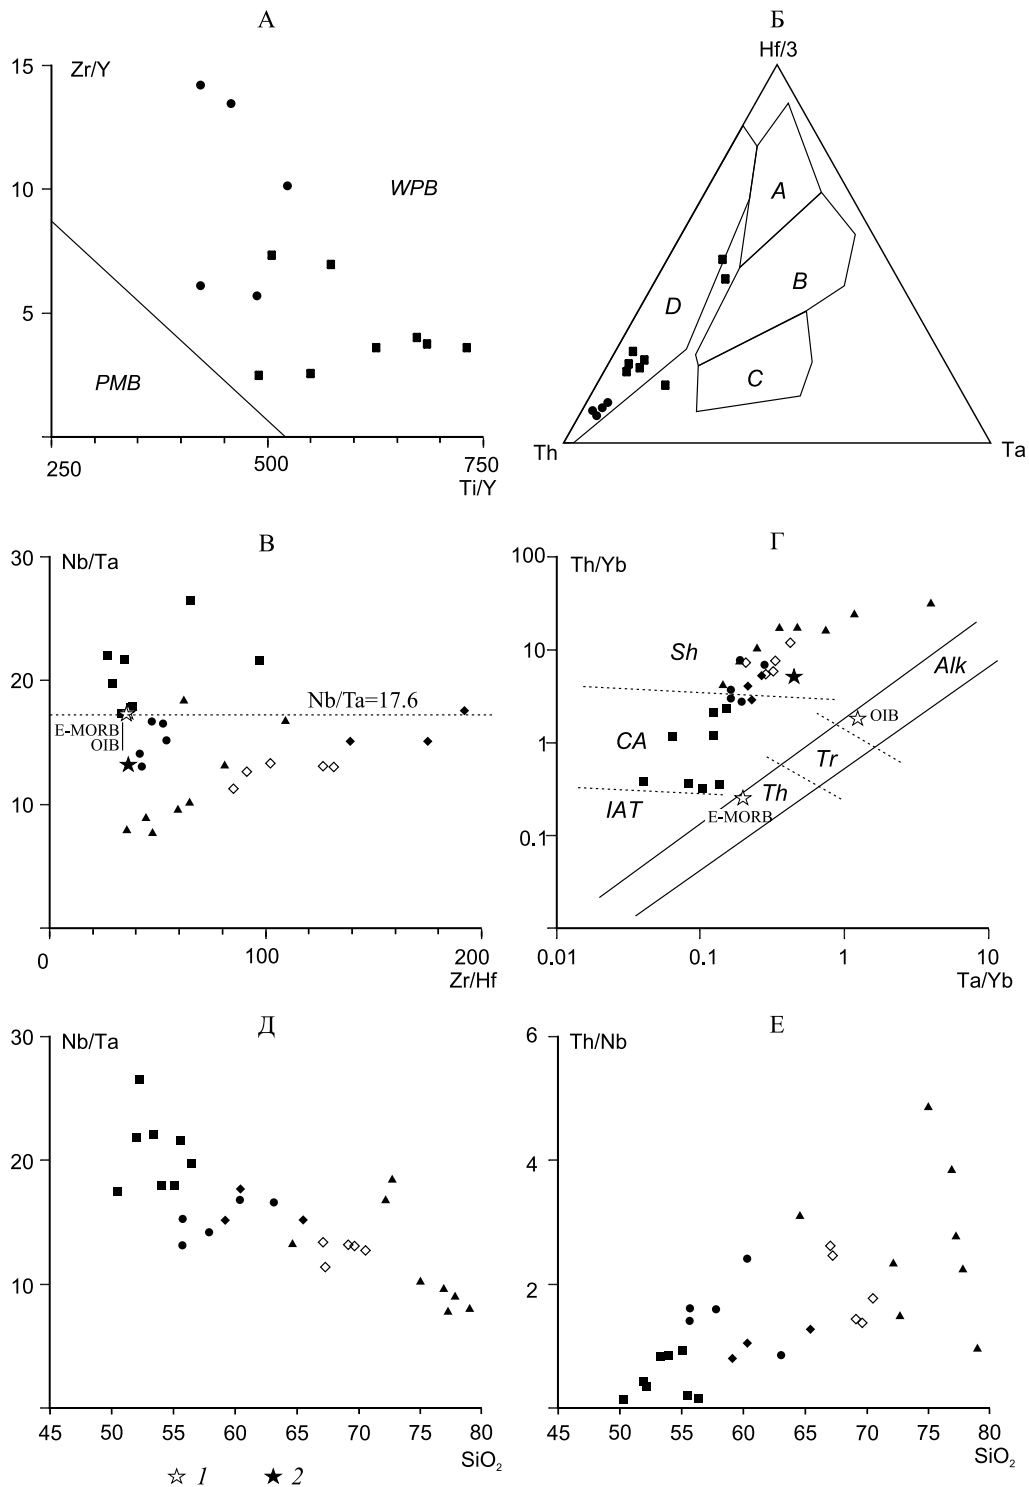 А
Zr/Y
15
10
5
WPB
PMB
250
500
750
Ti/Y
Б
Hf/3
A
B
D
C
Th
Ta
В
30
Nb/Ta
20
10
Nb/Ta=17.6
E-MORB
OIB
0
100
200
Zr/Hf
Г
100
Th/Yb
10
1
0.1
Sh
Alk
OIB
CA
Tr
Th
IAT
E-MORB
0.01
0.1
1
10
Ta/Yb
Д
30
Nb/Ta
20
10
45 50 55 60 65 70 75 80
SiO₂
Е
6
Th/Nb
4
2
45 50 55 60 65 70 75 80
SiO₂
1 2